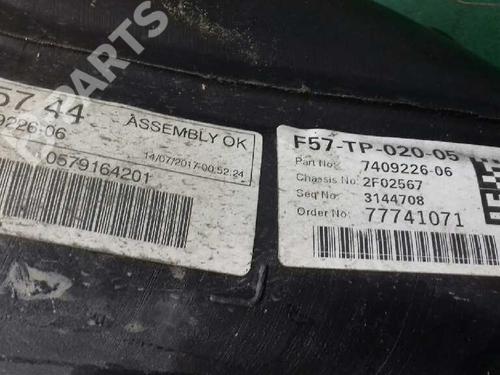 B PARTS
57 44
9226-06
ASSEMBLY OK
14/07/2017-00:52:24
0579164201
F57-TP-020-05
Part No: 7409226-06
Chassis No: 2F02567
Seq No: 3144708
Order No: 77741071